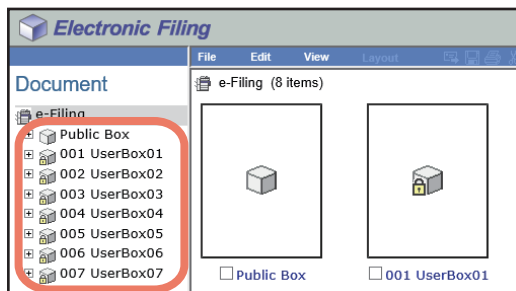 Electronic Filing
File Edit View Layout
Document
e-Filing (8 items)
e-Filing
Public Box
001 UserBox01
002 UserBox02
003 UserBox03
004 UserBox04
005 UserBox05
006 UserBox06
007 UserBox07
Public Box
001 UserBox01